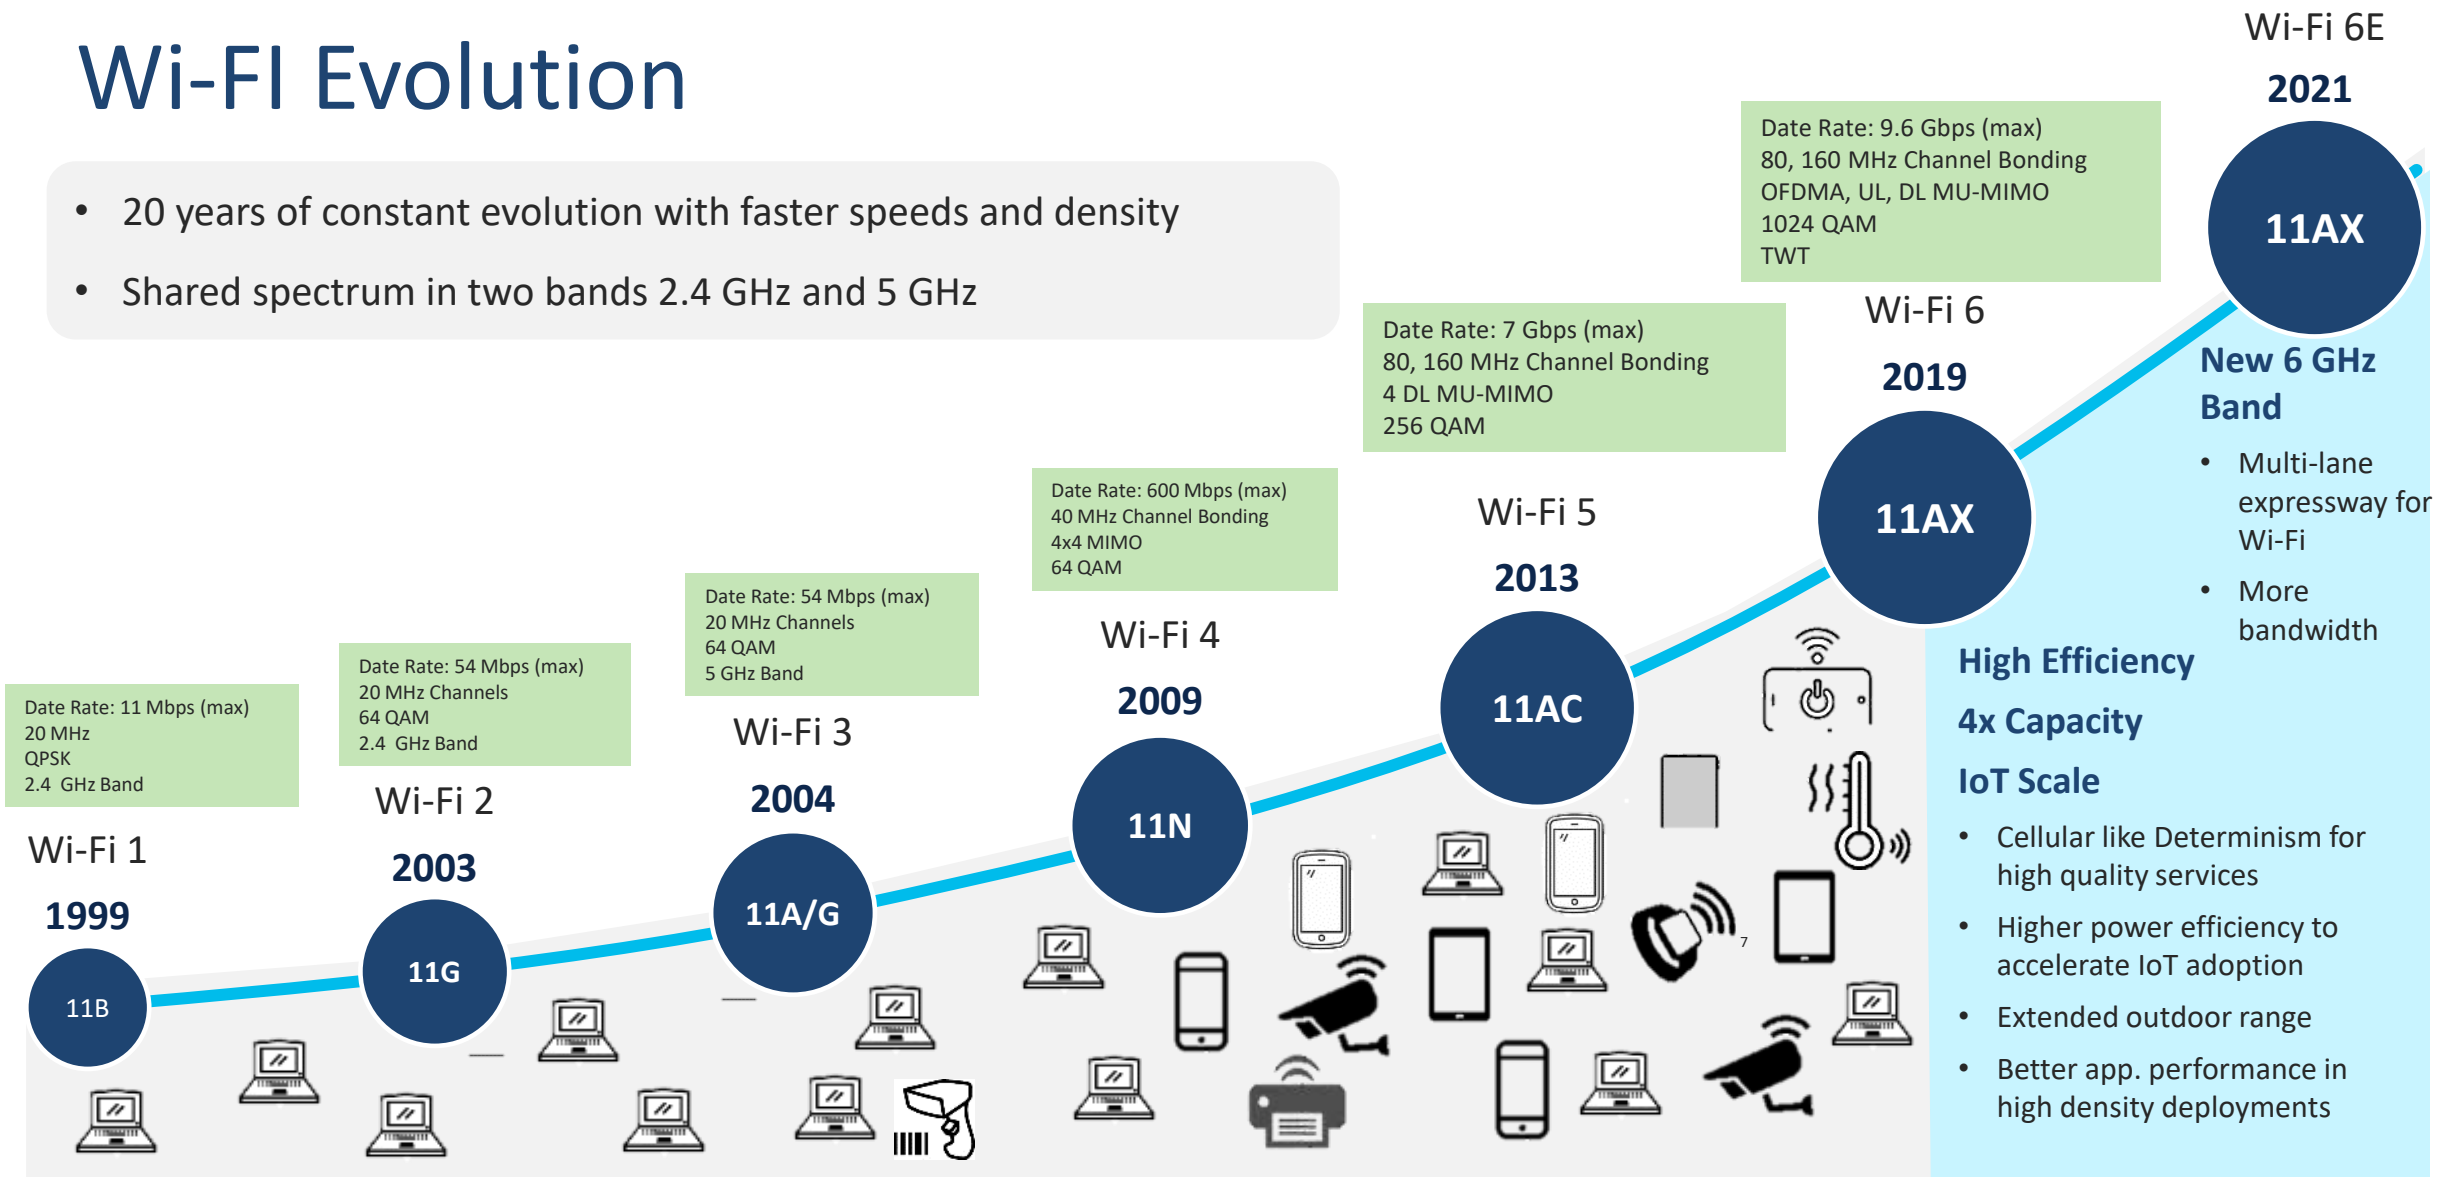 Wi-FI Evolution
• 20 years of constant evolution with faster speeds and density
• Shared spectrum in two bands 2.4 GHz and 5 GHz
Date Rate: 11 Mbps (max)
20 MHz
QPSK
2.4 GHz Band
Wi-Fi 1
1999
11B
Date Rate: 54 Mbps (max)
20 MHz Channels
64 QAM
2.4 GHz Band
Wi-Fi 2
2003
11G
Date Rate: 54 Mbps (max)
20 MHz Channels
64 QAM
5 GHz Band
Wi-Fi 3
2004
11A/G
Date Rate: 600 Mbps (max)
40 MHz Channel Bonding
4x4 MIMO
64 QAM
Wi-Fi 4
2009
11N
Date Rate: 7 Gbps (max)
80, 160 MHz Channel Bonding
4 DL MU-MIMO
256 QAM
Wi-Fi 5
2013
11AC
Date Rate: 9.6 Gbps (max)
80, 160 MHz Channel Bonding
OFDMA, UL, DL MU-MIMO
1024 QAM
TWT
Wi-Fi 6
2019
11AX
Wi-Fi 6E
2021
11AX
New 6 GHz
Band
• Multi-lane
expressway for
Wi-Fi
• More
bandwidth
High Efficiency
4x Capacity
IoT Scale
• Cellular like Determinism for
high quality services
• Higher power efficiency to
accelerate IoT adoption
• Extended outdoor range
• Better app. performance in
high density deployments
7